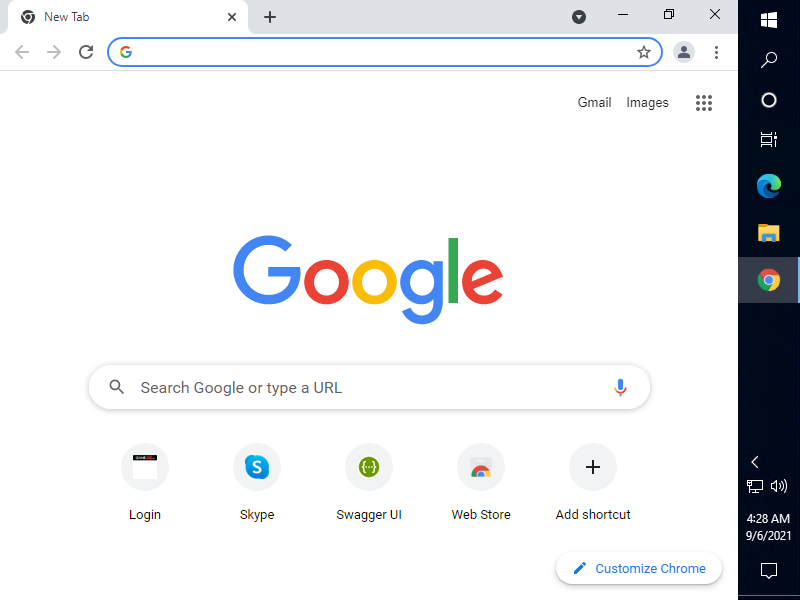 New Tab
Gmail Images
Google
Search Google or type a URL
Login Skype Swagger UI Web Store Add shortcut
Customize Chrome
4:28 AM
9/6/2021